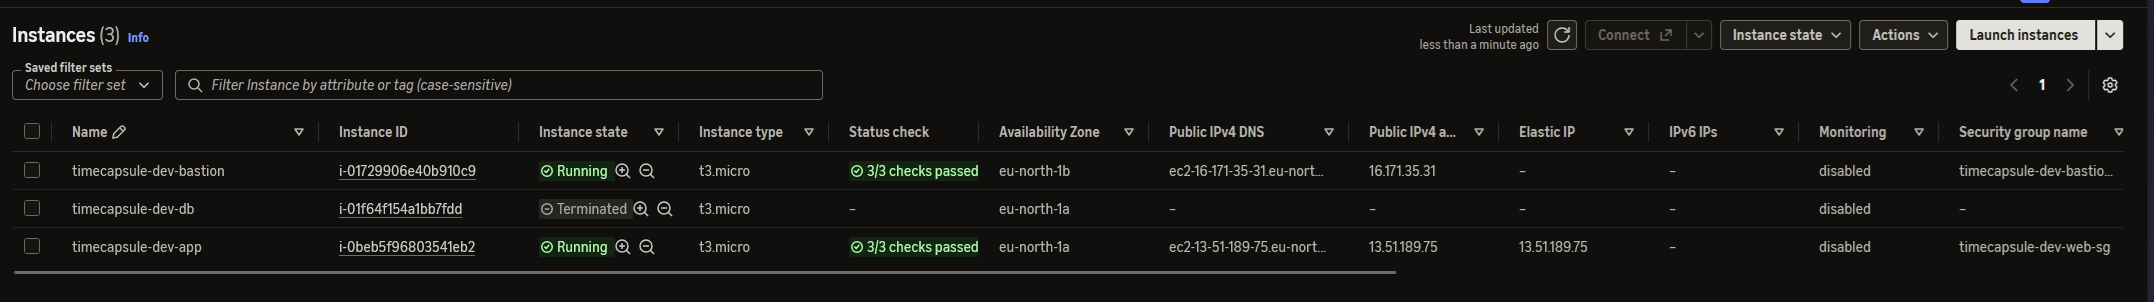 Instances (3) Info
Last updated
less than a minute ago
Connect
Instance state
Actions
Launch instances
Saved filter sets
Choose filter set
Filter Instance by attribute or tag (case-sensitive)
1
Name Instance ID Instance state Instance type Status check Availability Zone Public IPv4 DNS Public IPv4 a... Elastic IP IPv6 IPs Monitoring Security group name
timecapsule-dev-bastion i-01729906e40b910c9 Running t3.micro 3/3 checks passed eu-north-1b ec2-16-171-35-31.eu-nort... 16.171.35.31 – – disabled timecapsule-dev-bastio...
timecapsule-dev-db i-01f64f154a1bb7fdd Terminated t3.micro – eu-north-1a – – – – disabled –
timecapsule-dev-app i-0beb5f96803541eb2 Running t3.micro 3/3 checks passed eu-north-1a ec2-13-51-189-75.eu-nort... 13.51.189.75 13.51.189.75 – disabled timecapsule-dev-web-sg